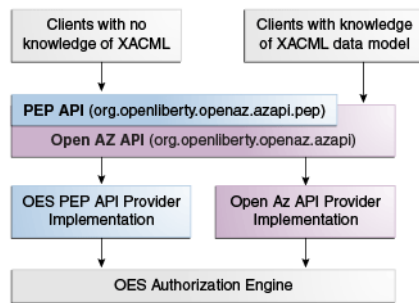 Clients with no
knowledge of XACML
Clients with knowledge
of XACML data model
PEP API (org.openliberty.openaz.azapi.pep)
Open AZ API (org.openliberty.openaz.azapi)
OES PEP API Provider
Implementation
Open Az API Provider
Implementation
OES Authorization Engine